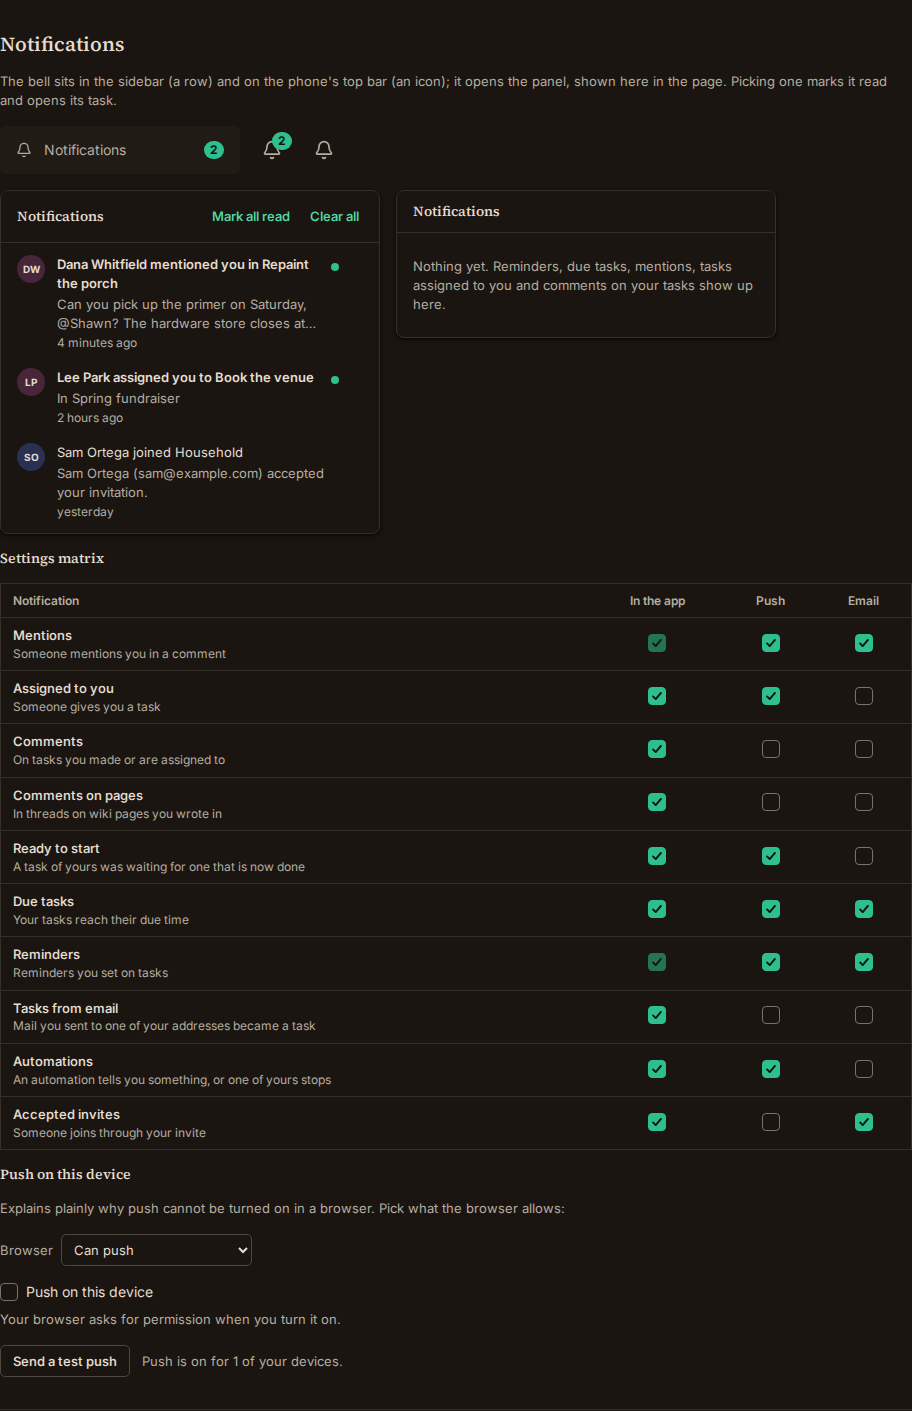 Notifications
The bell sits in the sidebar (a row) and on the phone's top bar (an icon); it opens the panel, shown here in the page. Picking one marks it read
and opens its task.
Notifications 2
2
Notifications Mark all read Clear all
DW Dana Whitfield mentioned you in Repaint
the porch
Can you pick up the primer on Saturday,
@Shawn? The hardware store closes at...
4 minutes ago
LP Lee Park assigned you to Book the venue
In Spring fundraiser
2 hours ago
SO Sam Ortega joined Household
Sam Ortega (sam@example.com) accepted
your invitation.
yesterday
Notifications
Nothing yet. Reminders, due tasks, mentions, tasks
assigned to you and comments on your tasks show up
here.
Settings matrix
Notification In the app Push Email
Mentions
Someone mentions you in a comment
Assigned to you
Someone gives you a task
Comments
On tasks you made or are assigned to
Comments on pages
In threads on wiki pages you wrote in
Ready to start
A task of yours was waiting for one that is now done
Due tasks
Your tasks reach their due time
Reminders
Reminders you set on tasks
Tasks from email
Mail you sent to one of your addresses became a task
Automations
An automation tells you something, or one of yours stops
Accepted invites
Someone joins through your invite
Push on this device
Explains plainly why push cannot be turned on in a browser. Pick what the browser allows:
Browser Can push
Push on this device
Your browser asks for permission when you turn it on.
Send a test push Push is on for 1 of your devices.